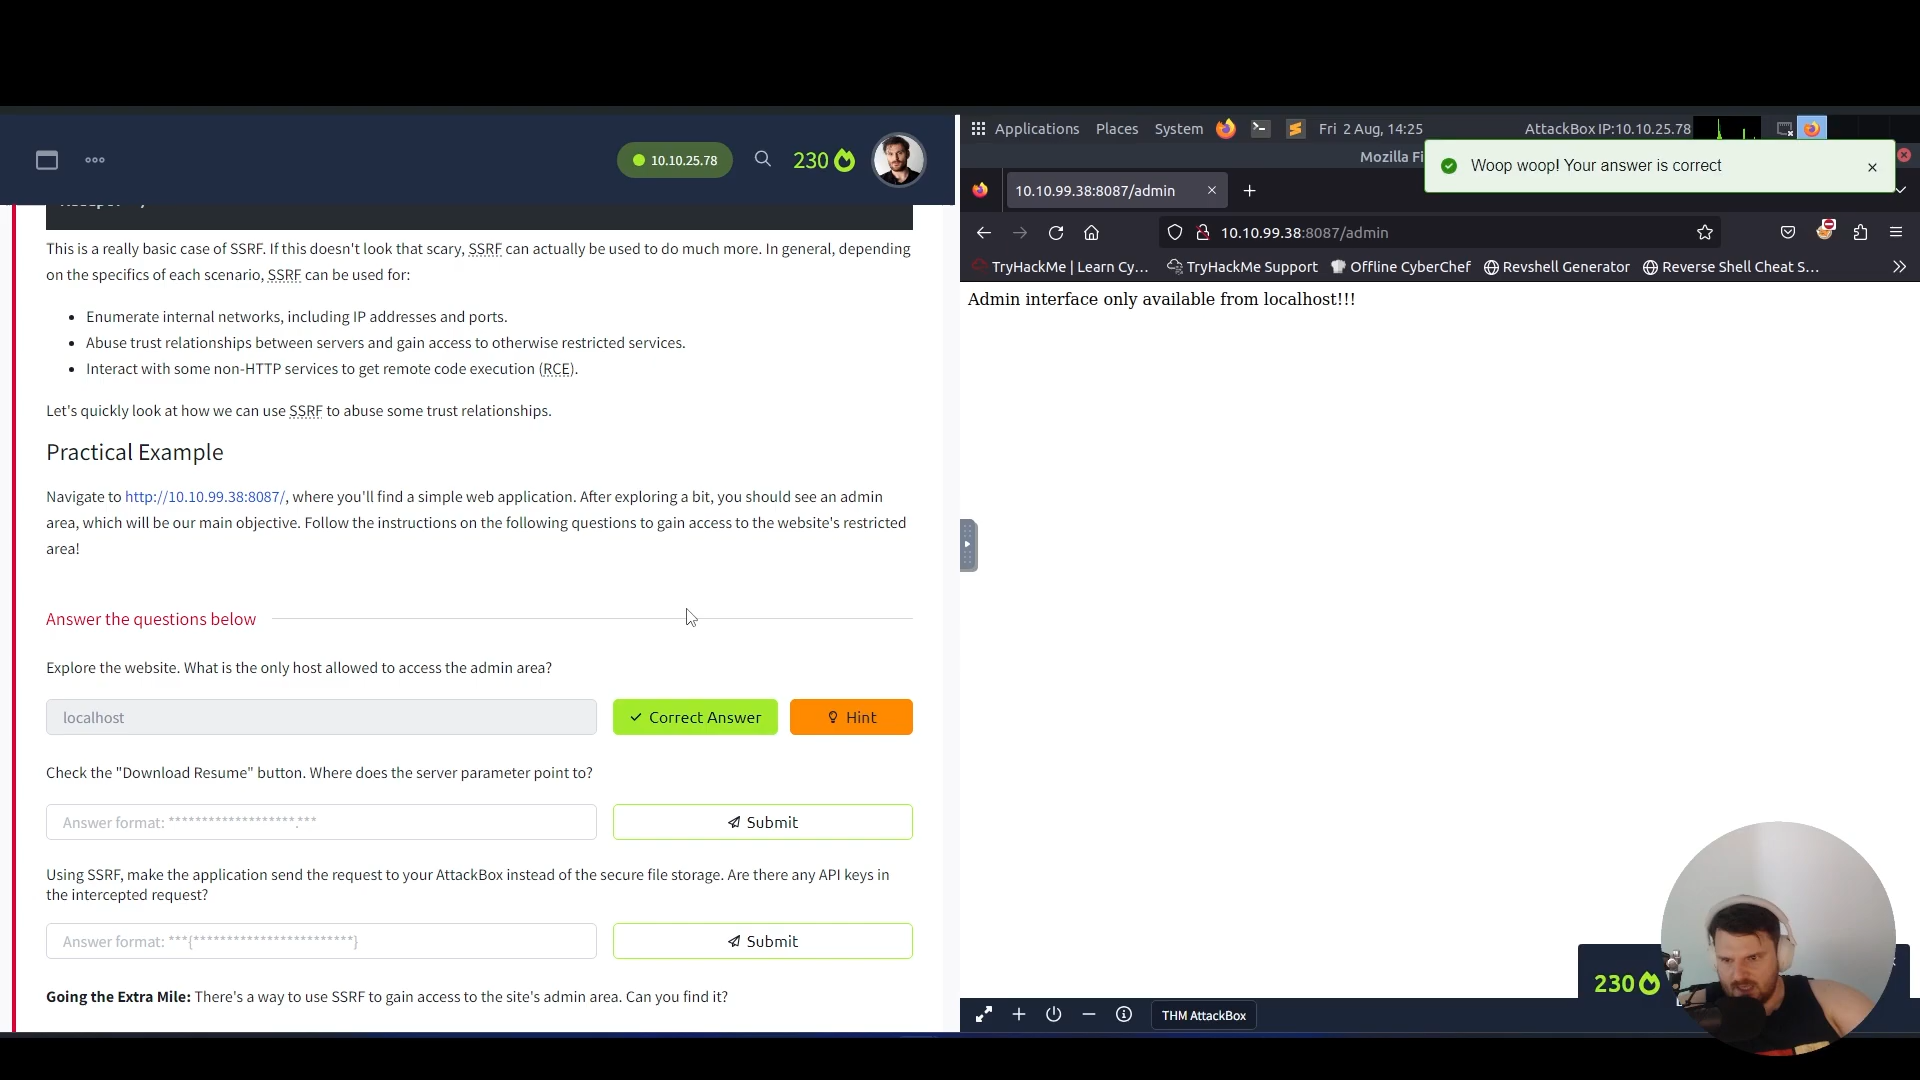 10.10.25.78
230
This is a really basic case of SSRF. If this doesn't look that scary, SSRF can actually be used to do much more. In general, depending
on the specifics of each scenario, SSRF can be used for:
Enumerate internal networks, including IP addresses and ports.
Abuse trust relationships between servers and gain access to otherwise restricted services.
Interact with some non-HTTP services to get remote code execution (RCE).
Let's quickly look at how we can use SSRF to abuse some trust relationships.
Practical Example
Navigate to http://10.10.99.38:8087/, where you'll find a simple web application. After exploring a bit, you should see an admin
area, which will be our main objective. Follow the instructions on the following questions to gain access to the website's restricted
area!
Answer the questions below
Explore the website. What is the only host allowed to access the admin area?
localhost
Correct Answer
Hint
Check the "Download Resume" button. Where does the server parameter point to?
Answer format: *******************.***
Submit
Using SSRF, make the application send the request to your AttackBox instead of the secure file storage. Are there any API keys in
the intercepted request?
Answer format: ***{************************}
Submit
Going the Extra Mile: There's a way to use SSRF to gain access to the site's admin area. Can you find it?
Applications Places System Fri 2 Aug, 14:25 AttackBox IP:10.10.25.78
Mozilla Fi
Woop woop! Your answer is correct
10.10.99.38:8087/admin
10.10.99.38:8087/admin
TryHackMe | Learn Cy… TryHackMe Support Offline CyberChef Revshell Generator Reverse Shell Cheat S…
Admin interface only available from localhost!!!
230
THM AttackBox